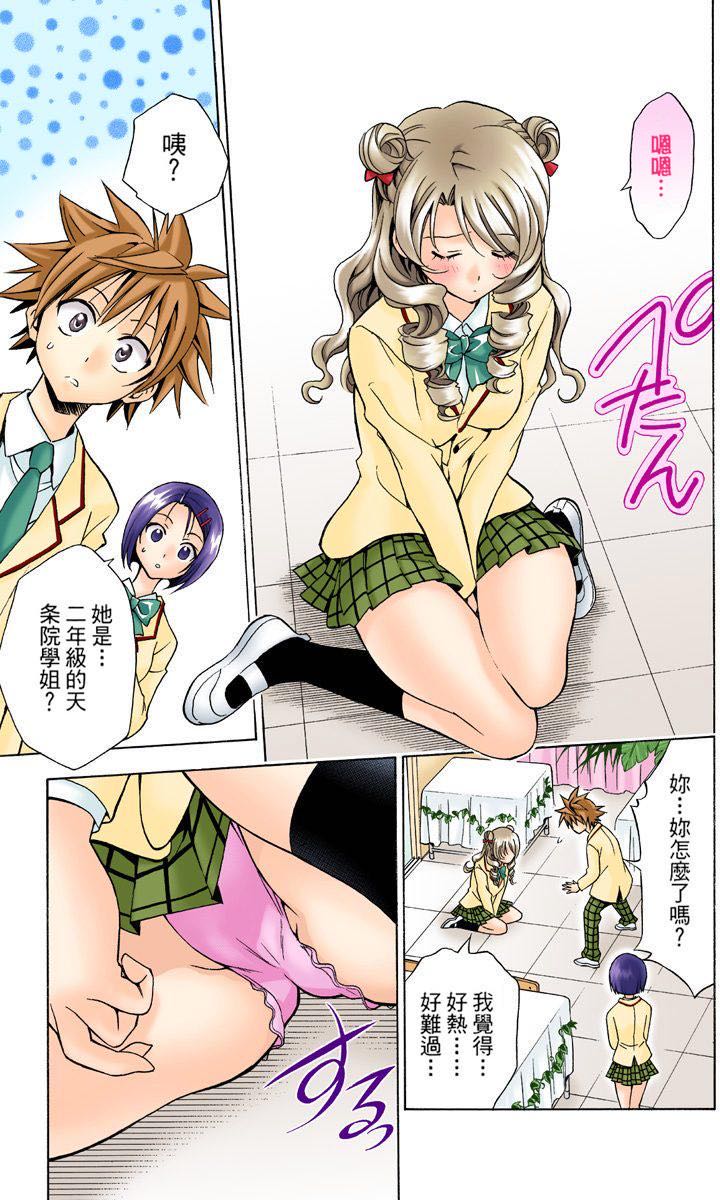 嗯嗯…
ぺたん
咦？
她是…
二年級的天
条院學姐？
妳…妳怎麼了嗎？
我覺得…
好熱……
好難過…
する